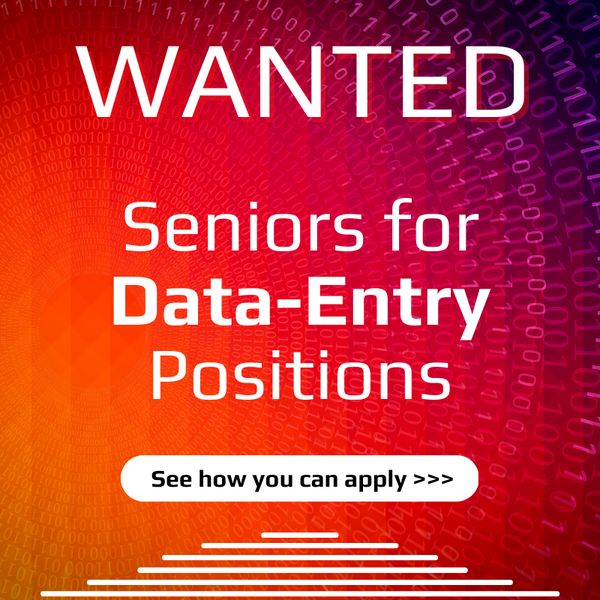 WANTED
Seniors for
Data-Entry
Positions
See how you can apply >>>